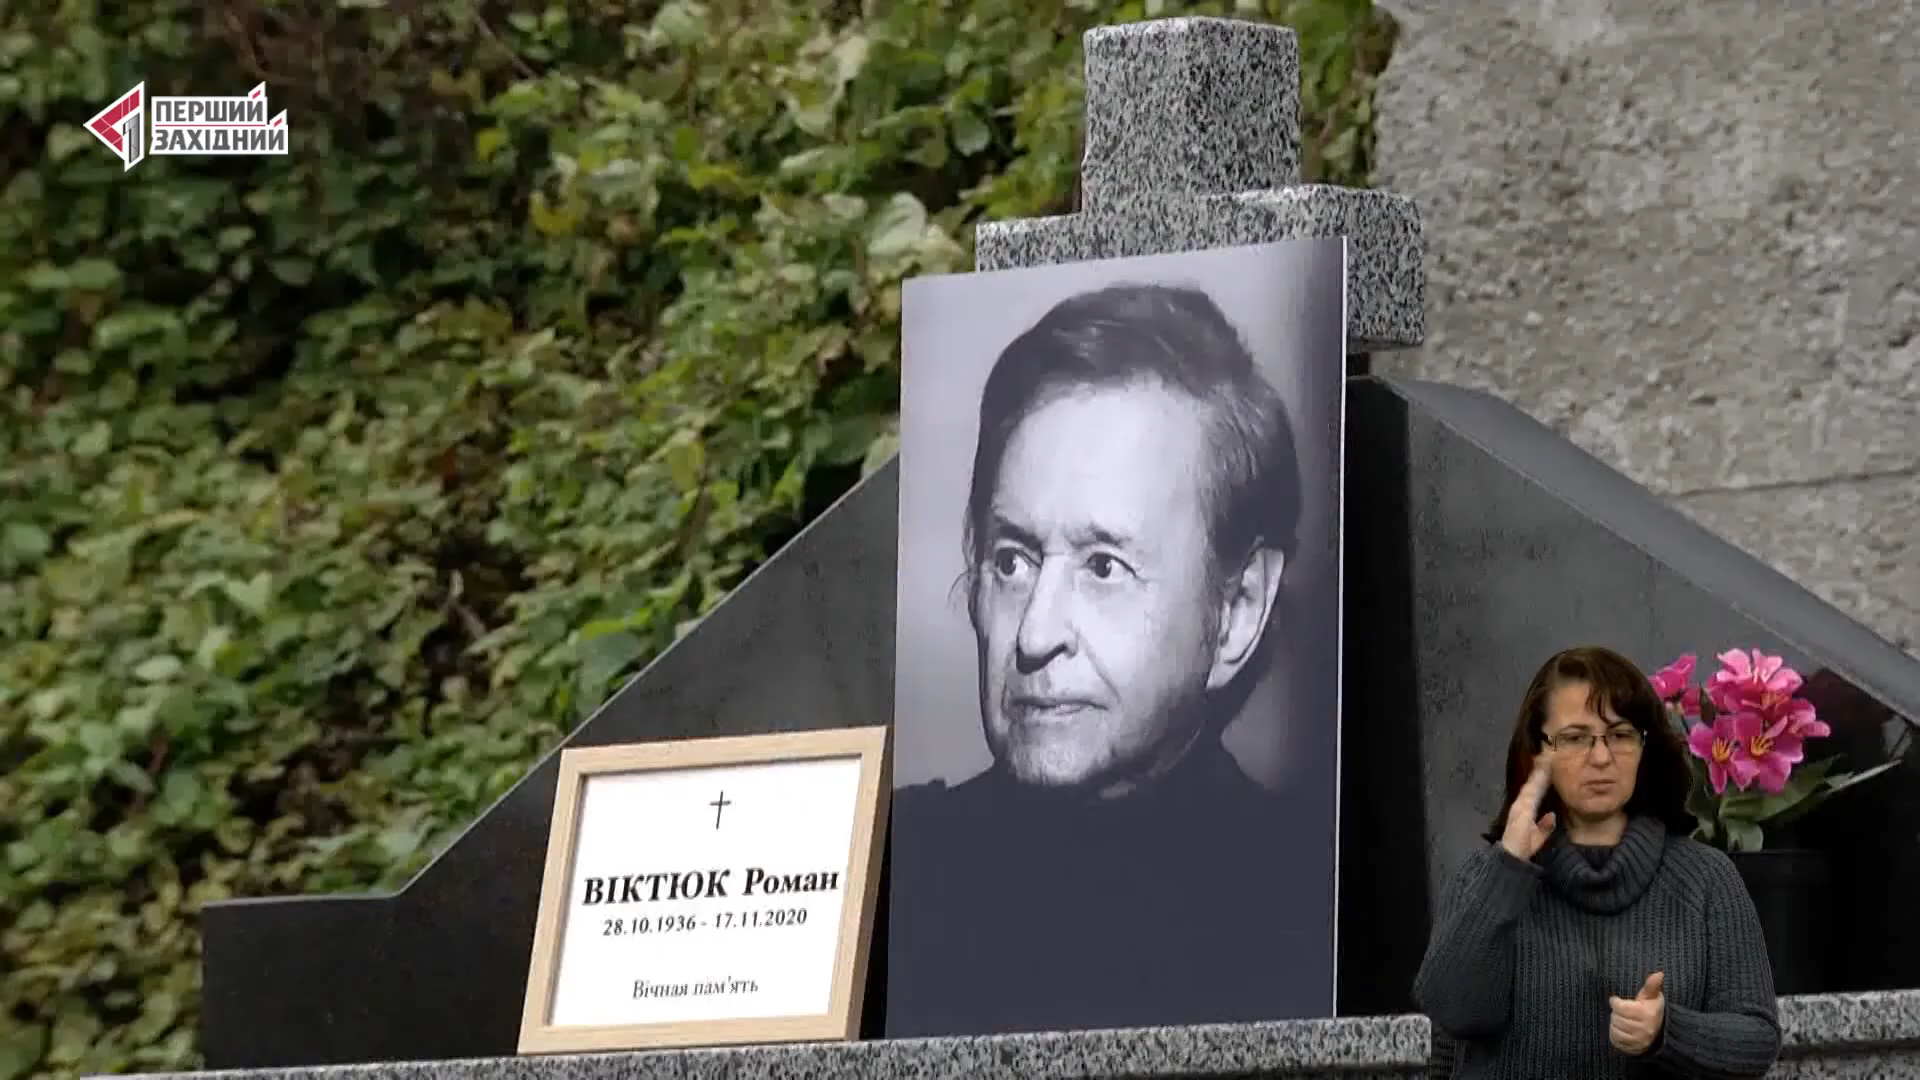 ПЕРШИЙ
ЗАХІДНИЙ
ВІКТЮК Роман
28.10.1936 - 17.11.2020
Вічная пам'ять